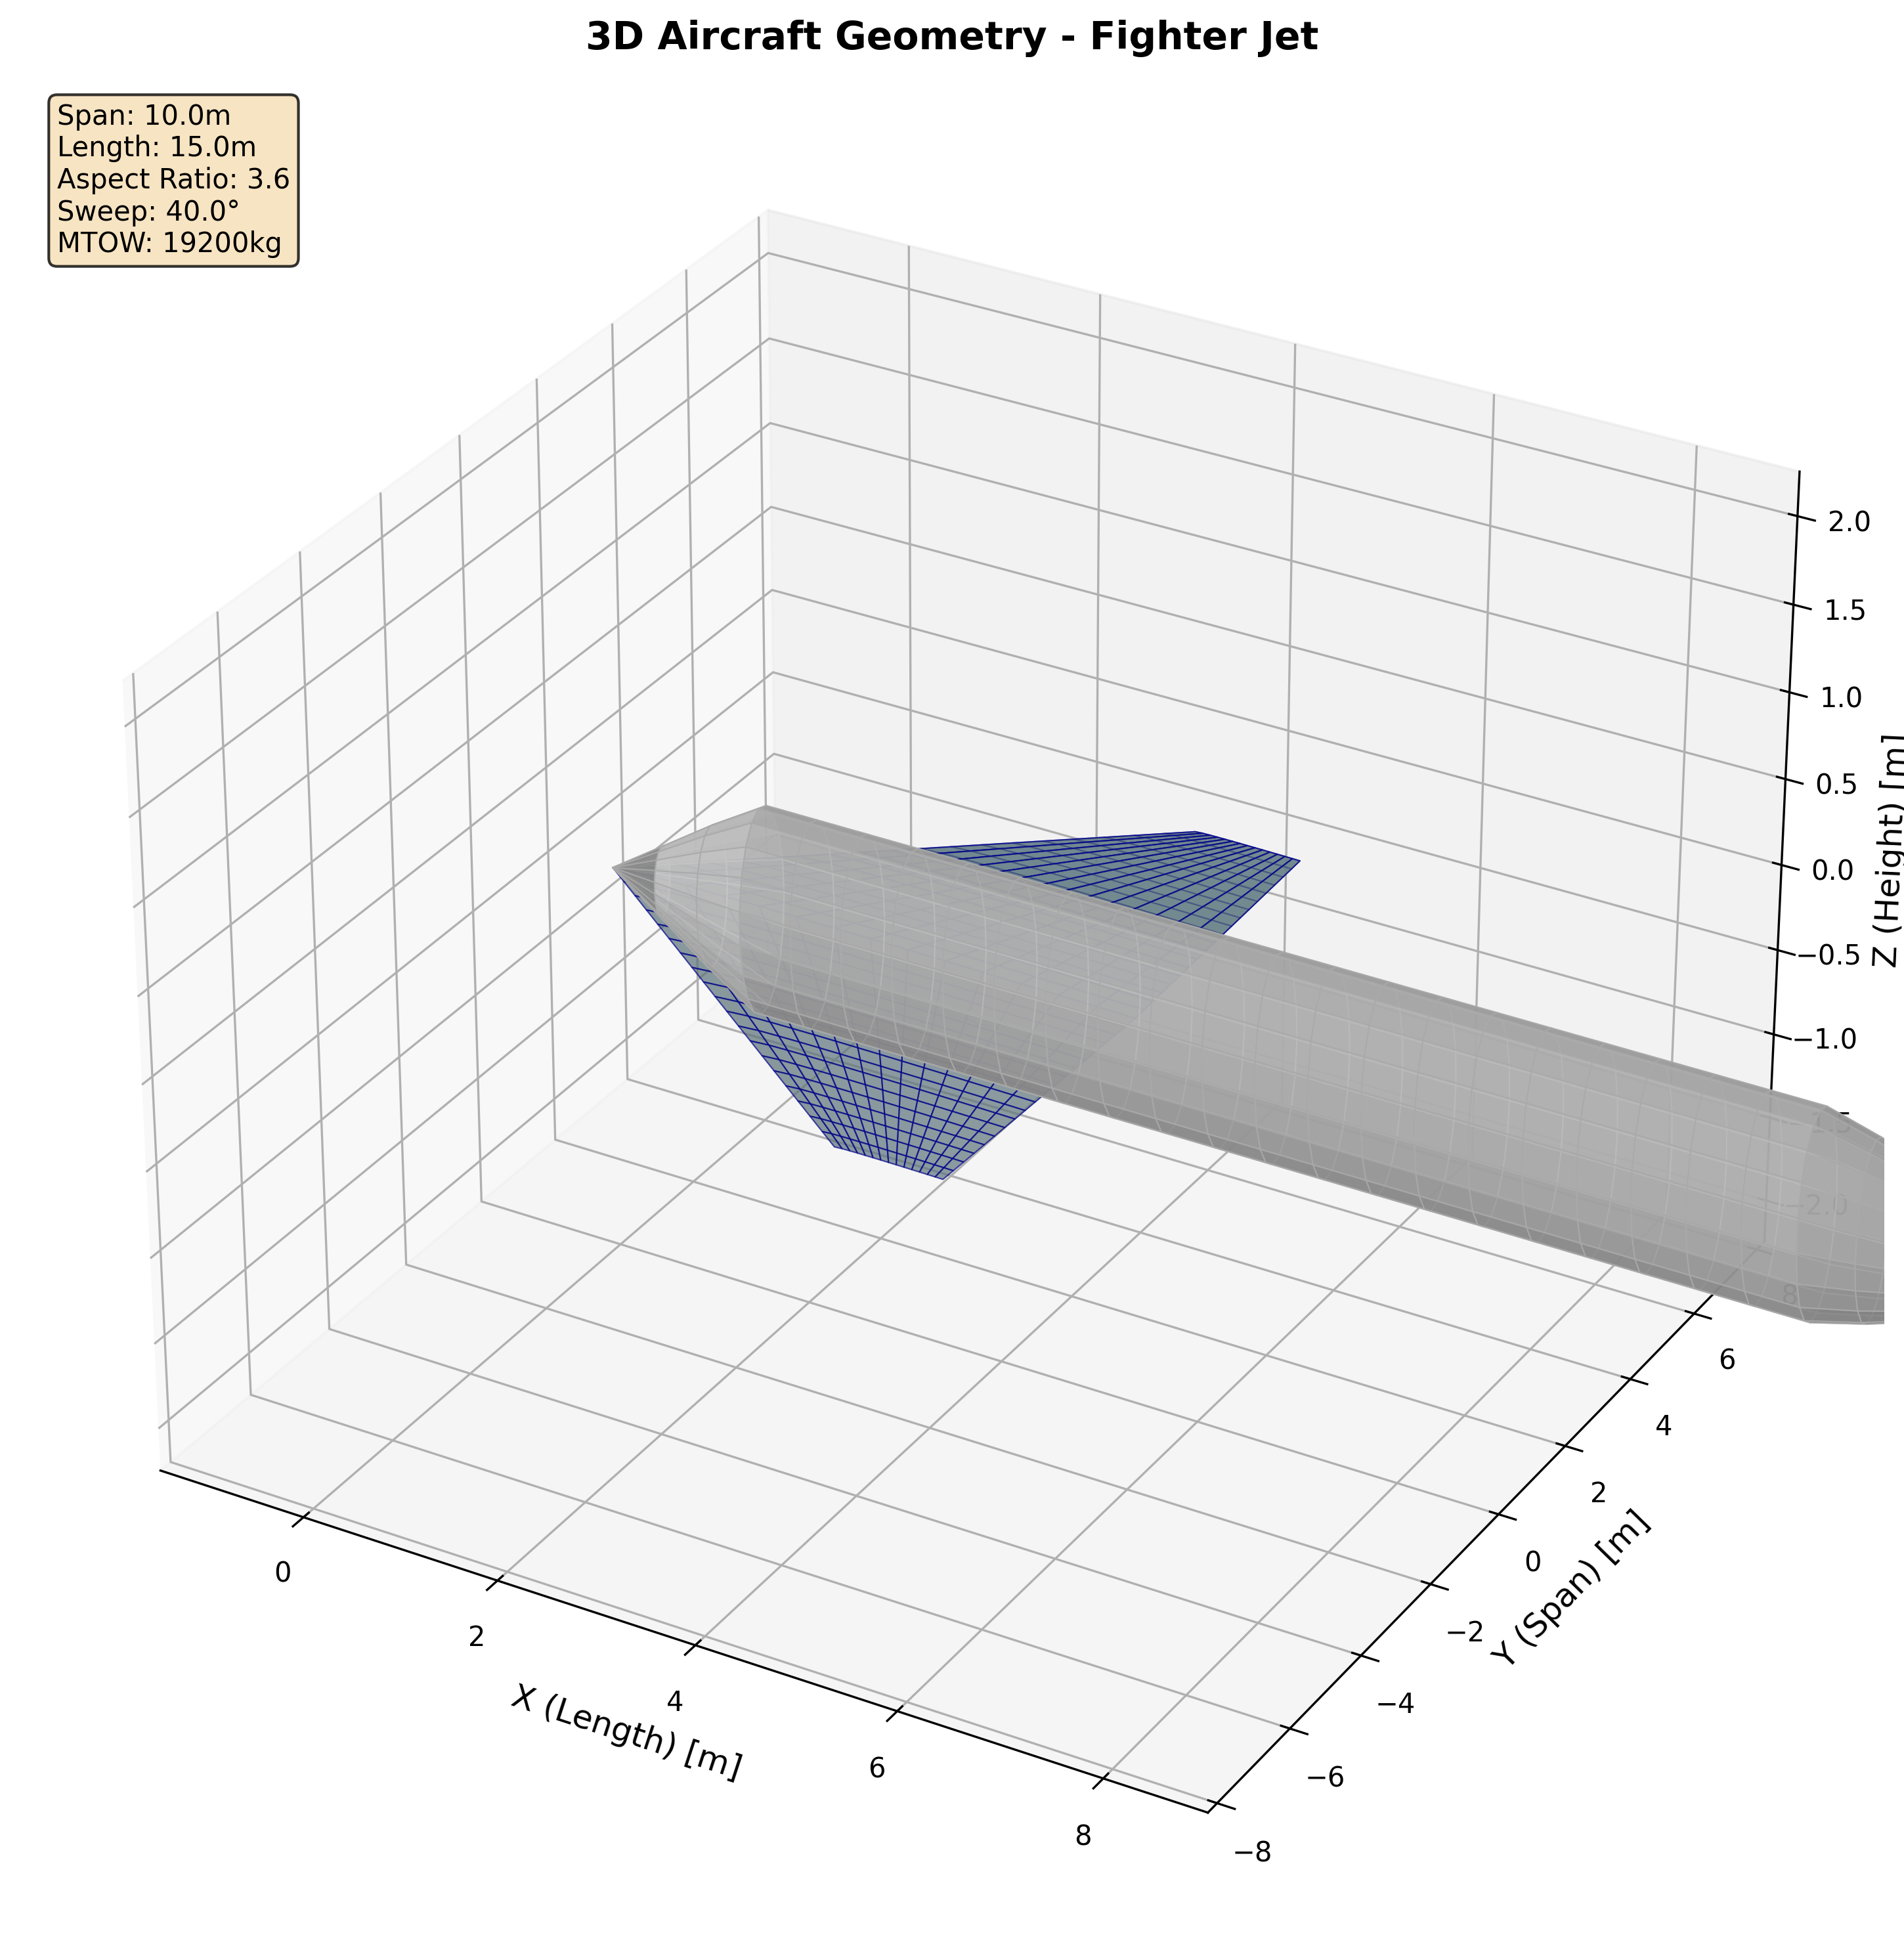 3D Aircraft Geometry - Fighter Jet
Span: 10.0m
Length: 15.0m
Aspect Ratio: 3.6
Sweep: 40.0°
MTOW: 19200kg
2.0
1.5
1.0
0.5
0.0
−0.5
−1.0
−2.0
Z (Height) [m]
8
6
4
2
0
−2
−4
−6
−8
Y (Span) [m]
0
2
4
6
8
X (Length) [m]